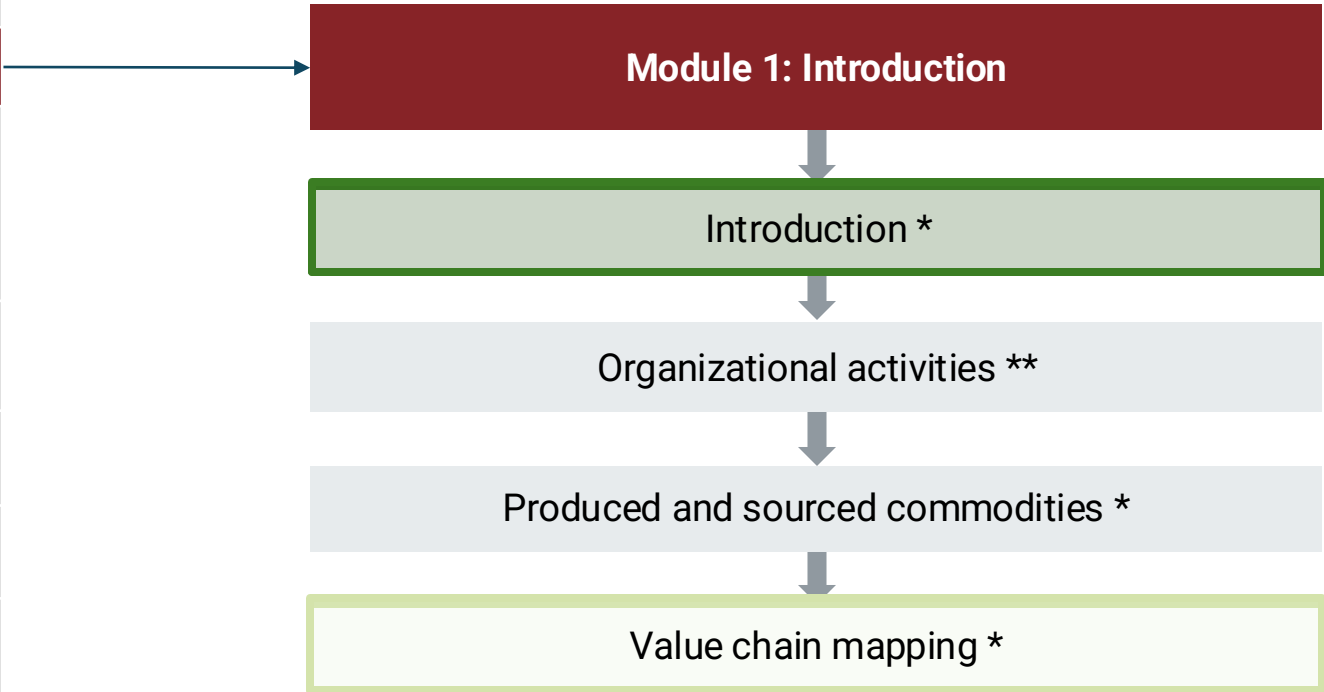 Module 1: Introduction
Introduction *
Organizational activities **
Produced and sourced commodities *
Value chain mapping *